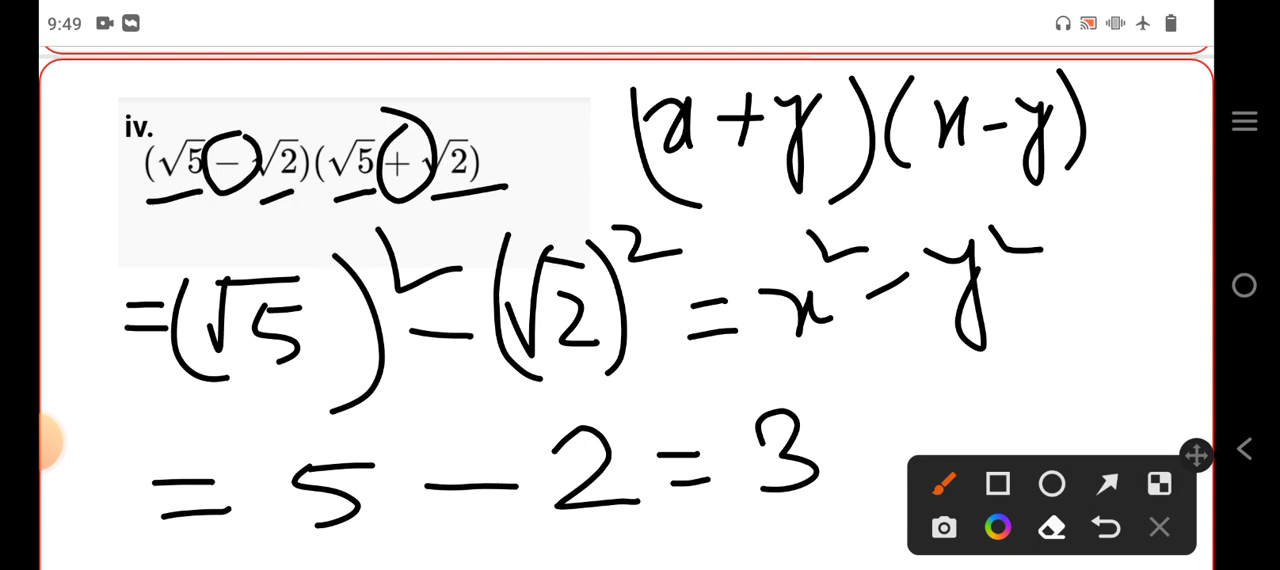 9:49
iv.
(√5 − √2)(√5 + √2)
(x + y)(x - y)
= (√5)² - (√2)² = x² - y²
= 5 - 2 = 3